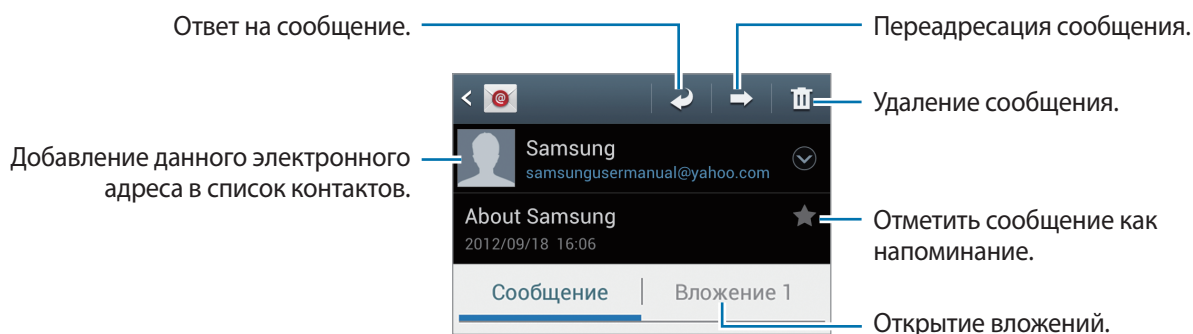 Ответ на сообщение.
Переадресация сообщения.
Удаление сообщения.
Добавление данного электронного
адреса в список контактов.
Samsung
samsungusermanual@yahoo.com
About Samsung
2012/09/18 16:06
Отметить сообщение как
напоминание.
Сообщение
Вложение 1
Открытие вложений.